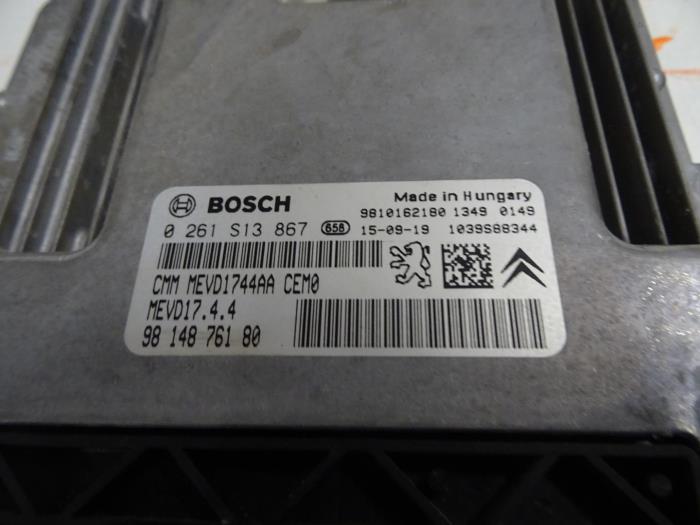 BOSCH
Made in Hungary
9810162180 1349 0149
0 261 S13 867 658 15-09-19 1039S88344
CMM MEVD1744AA CEM0
MEVD17.4.4
98 148 761 80